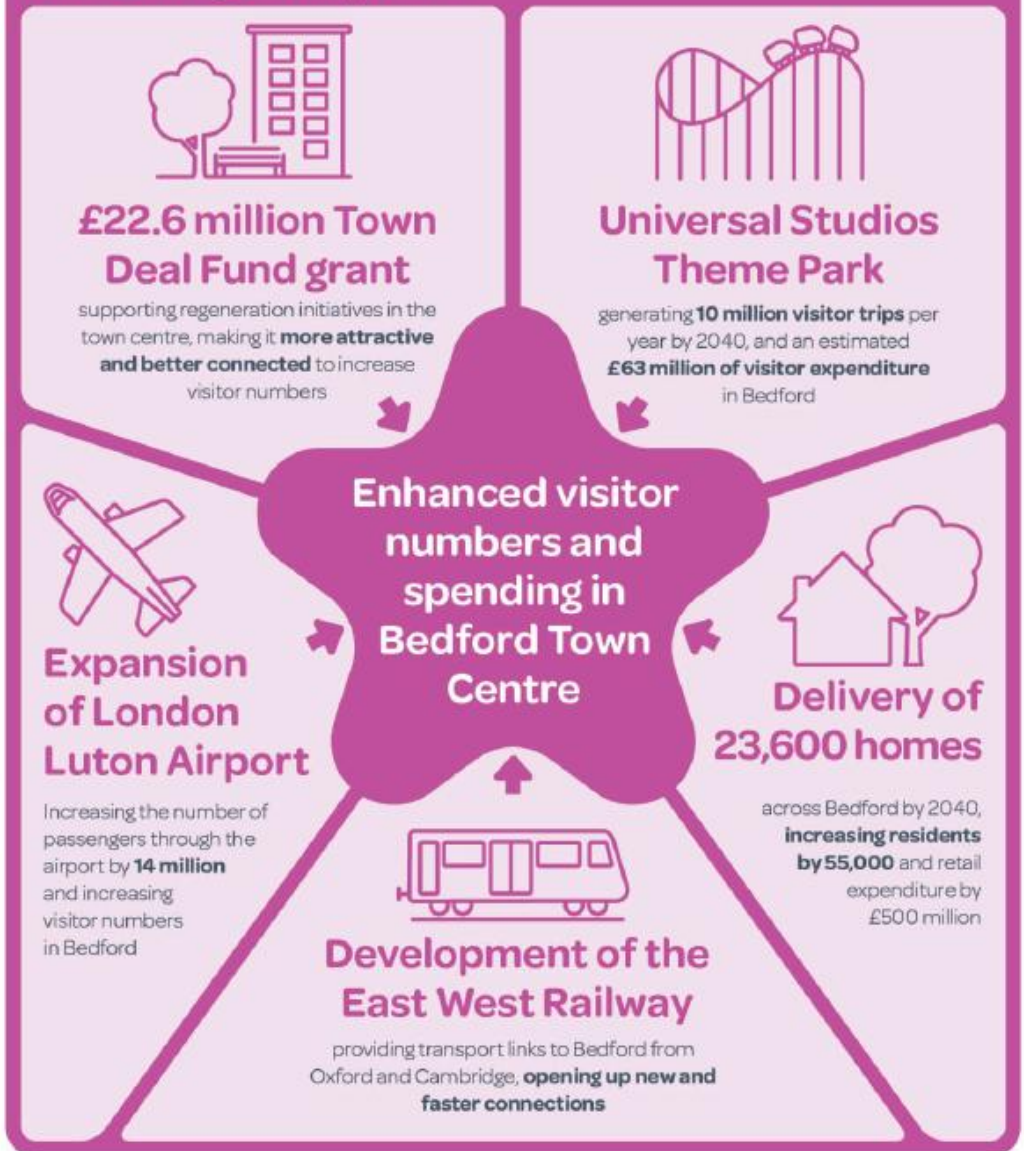 £22.6 million Town
Deal Fund grant
supporting regeneration initiatives in the
town centre, making it more attractive
and better connected to increase
visitor numbers
Universal Studios
Theme Park
generating 10 million visitor trips per
year by 2040, and an estimated
£63 million of visitor expenditure
in Bedford
Enhanced visitor
numbers and
spending in
Bedford Town
Centre
Expansion
of London
Luton Airport
Increasing the number of
passengers through the
airport by 14 million
and increasing
visitor numbers
in Bedford
Delivery of
23,600 homes
across Bedford by 2040,
increasing residents
by 55,000 and retail
expenditure by
£500 million
Development of the
East West Railway
providing transport links to Bedford from
Oxford and Cambridge, opening up new and
faster connections